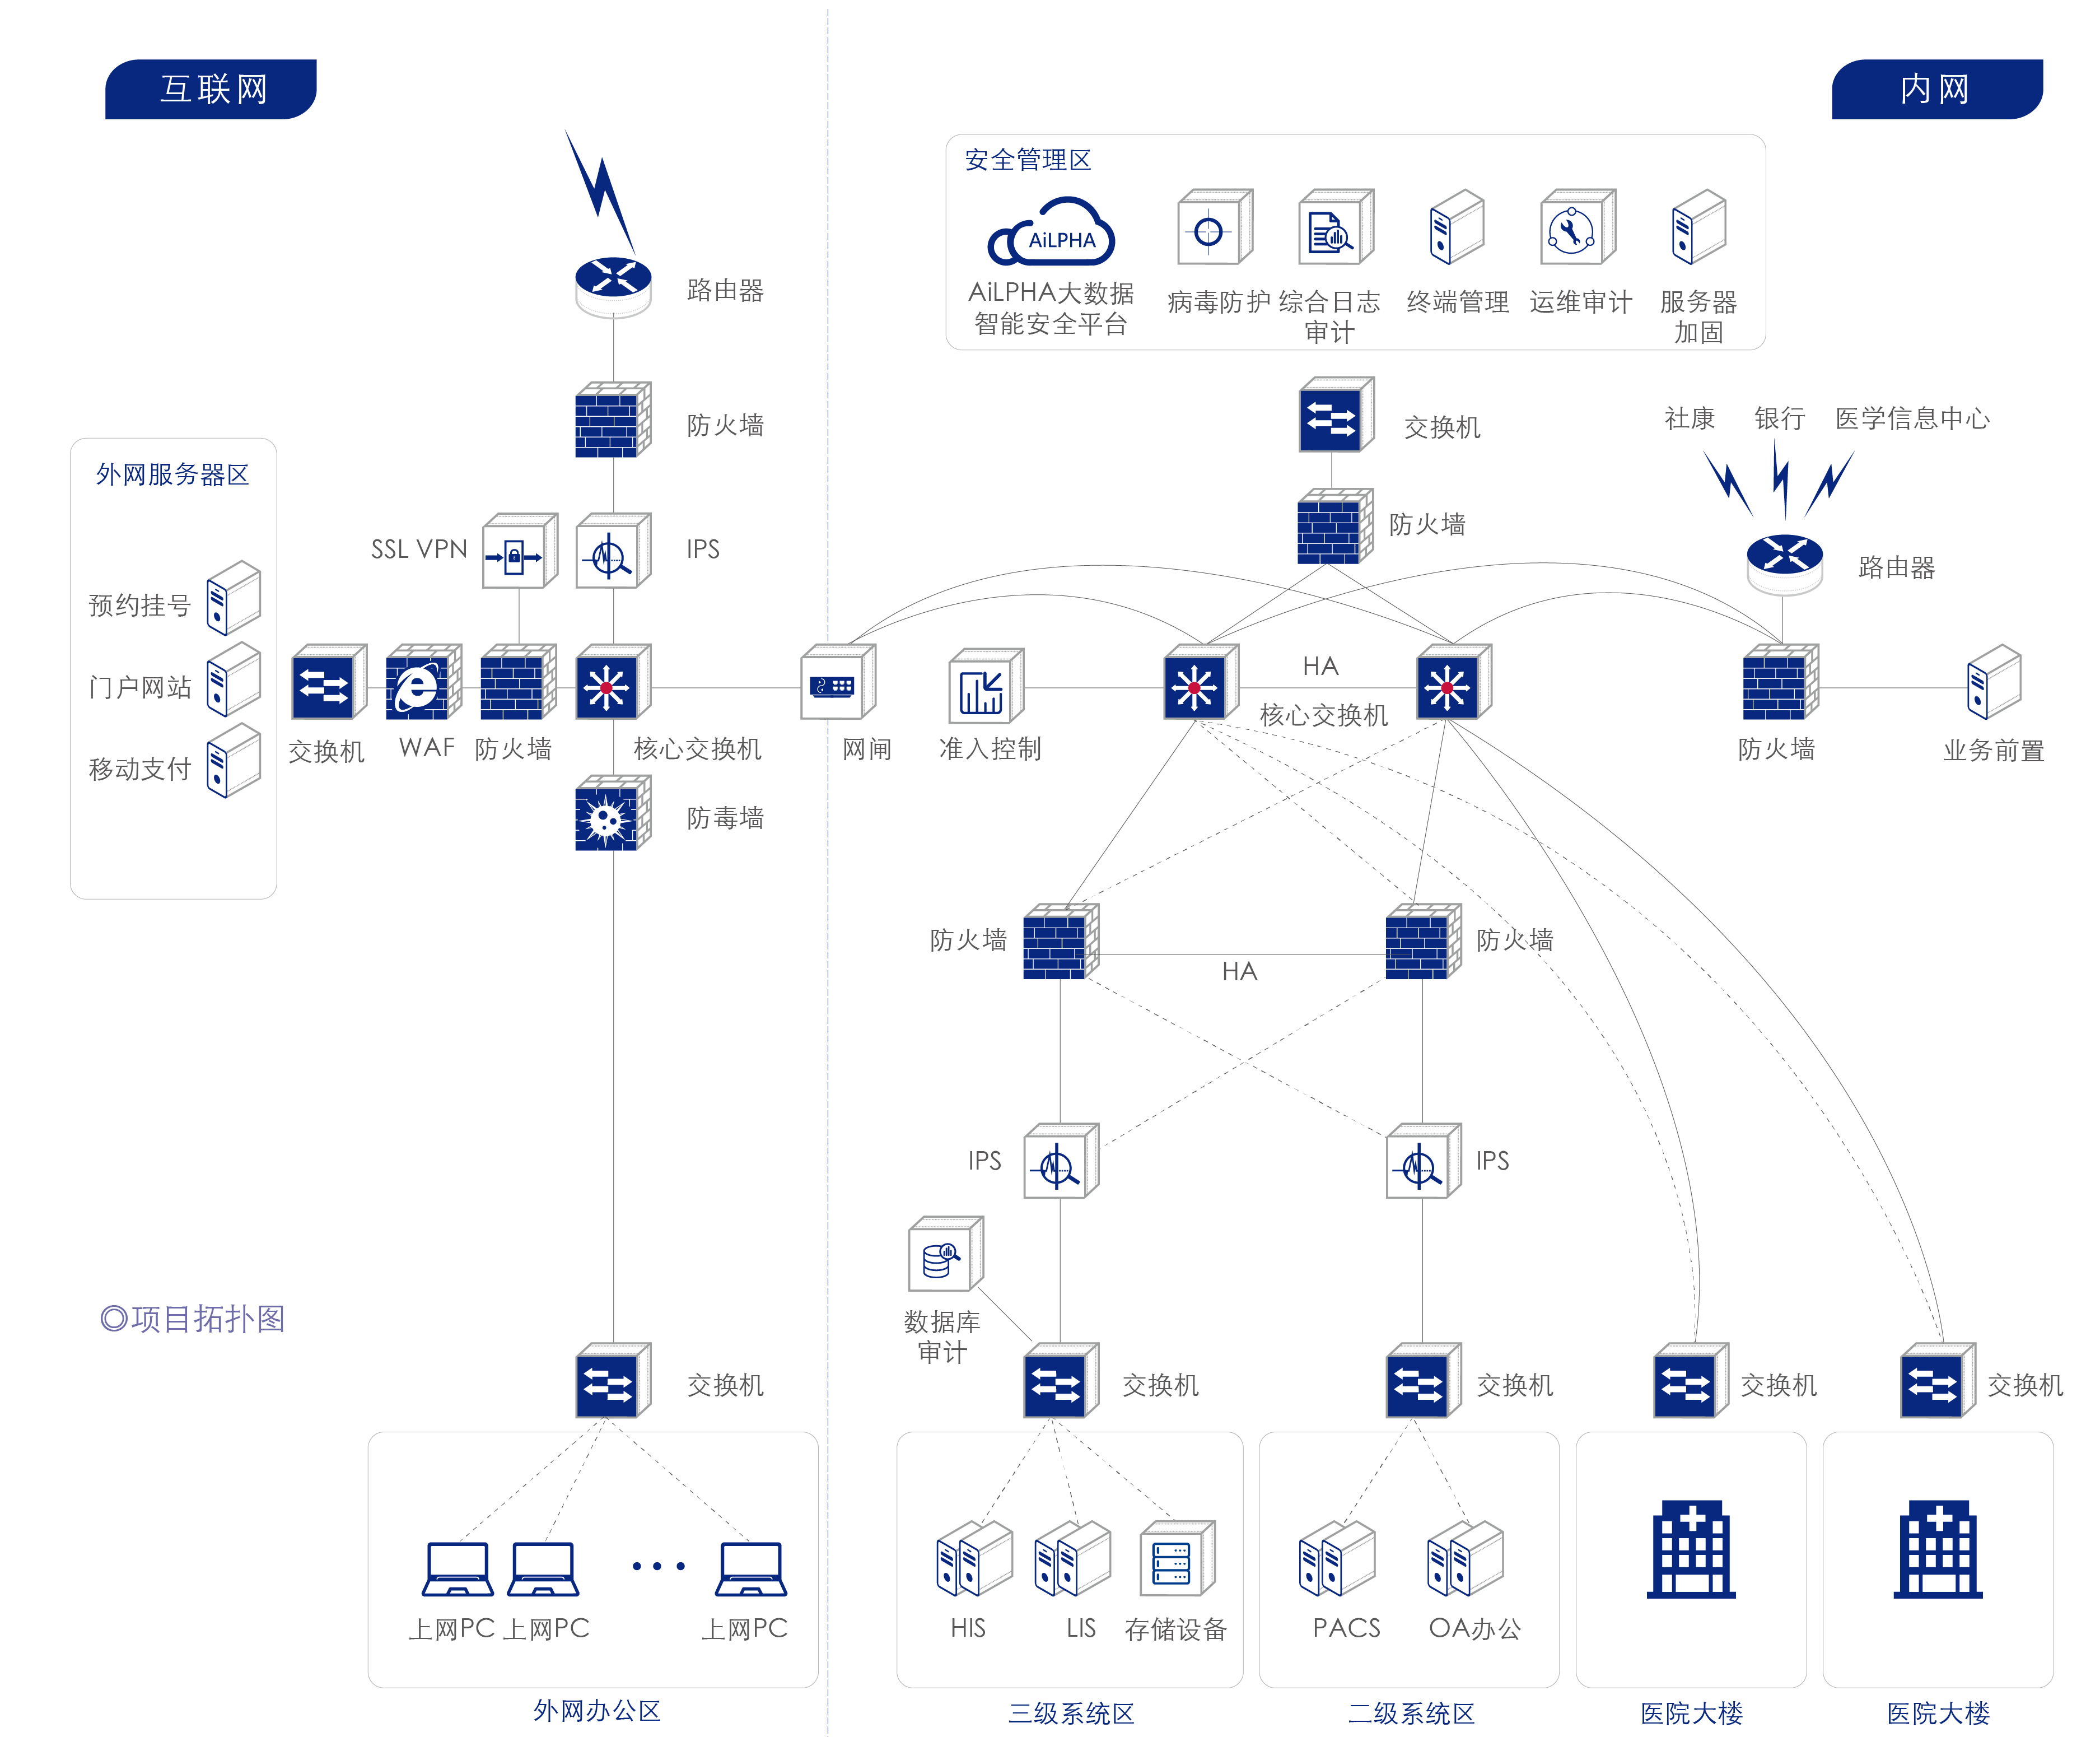 互联网
内网
安全管理区
AiLPHA
AiLPHA大数据
智能安全平台
病毒防护
综合日志
审计
终端管理
运维审计
服务器
加固
路由器
防火墙
交换机
社康
银行
医学信息中心
外网服务器区
SSL VPN
IPS
防火墙
路由器
预约挂号
门户网站
移动支付
交换机
WAF
防火墙
核心交换机
网闸
准入控制
HA
核心交换机
防火墙
业务前置
防毒墙
防火墙
HA
防火墙
IPS
IPS
数据库
审计
◎项目拓扑图
交换机
交换机
交换机
交换机
交换机
上网PC
上网PC
上网PC
HIS
LIS
存储设备
PACS
OA办公
外网办公区
三级系统区
二级系统区
医院大楼
医院大楼